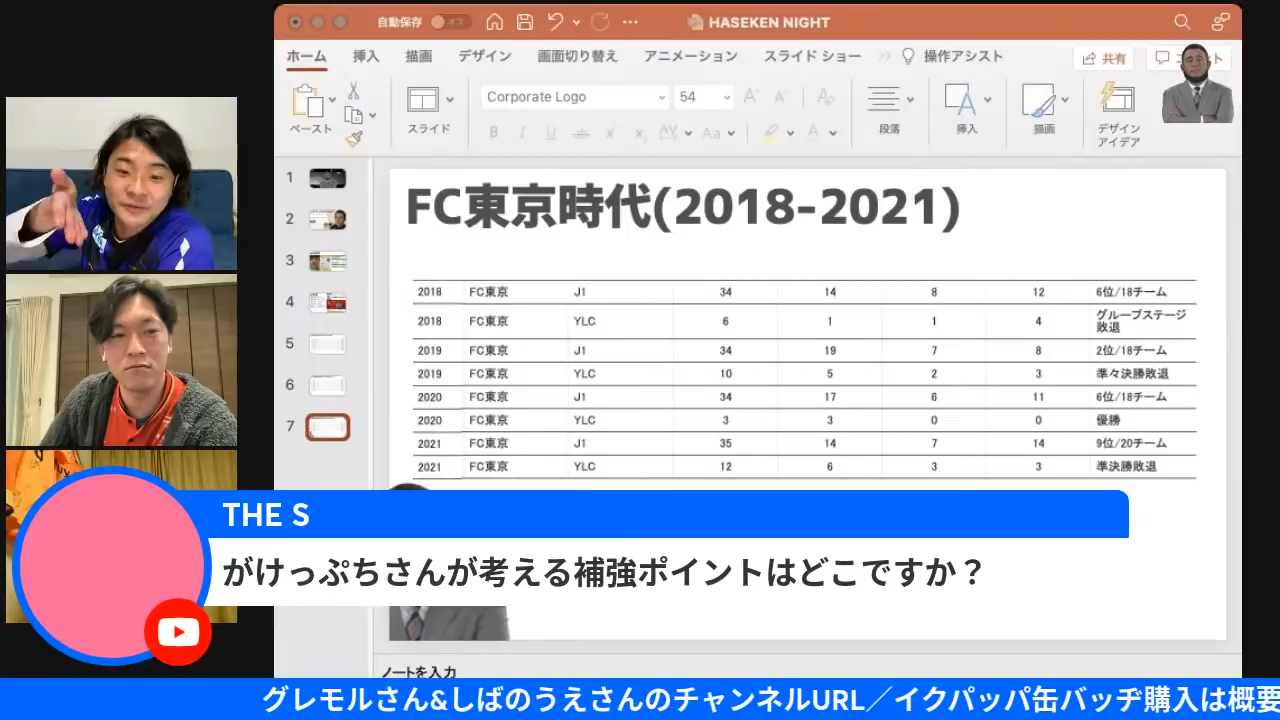 自動保存 オフ
HASEKEN NIGHT
ホーム 挿入 描画 デザイン 画面切り替え アニメーション スライド ショー 操作アシスト 共有
Corporate Logo 54
ペースト スライド 段落 挿入 描画 デザイン
アイデア
1
2
3
4
5
6
7
FC東京時代(2018-2021)
2018 FC東京 J1 34 14 8 12 6位/18チーム
2018 FC東京 YLC 6 1 1 4 グループステージ
敗退
2019 FC東京 J1 34 19 7 8 2位/18チーム
2019 FC東京 YLC 10 5 2 3 準々決勝敗退
2020 FC東京 J1 34 17 6 11 6位/18チーム
2020 FC東京 YLC 3 3 0 0 優勝
2021 FC東京 J1 35 14 7 14 9位/20チーム
2021 FC東京 YLC 12 6 3 3 準決勝敗退
THE S
がけっぷちさんが考える補強ポイントはどこですか？
ノートを入力
グレモルさん&しばのうえさんのチャンネルURL／イクパッパ缶バッヂ購入は概要